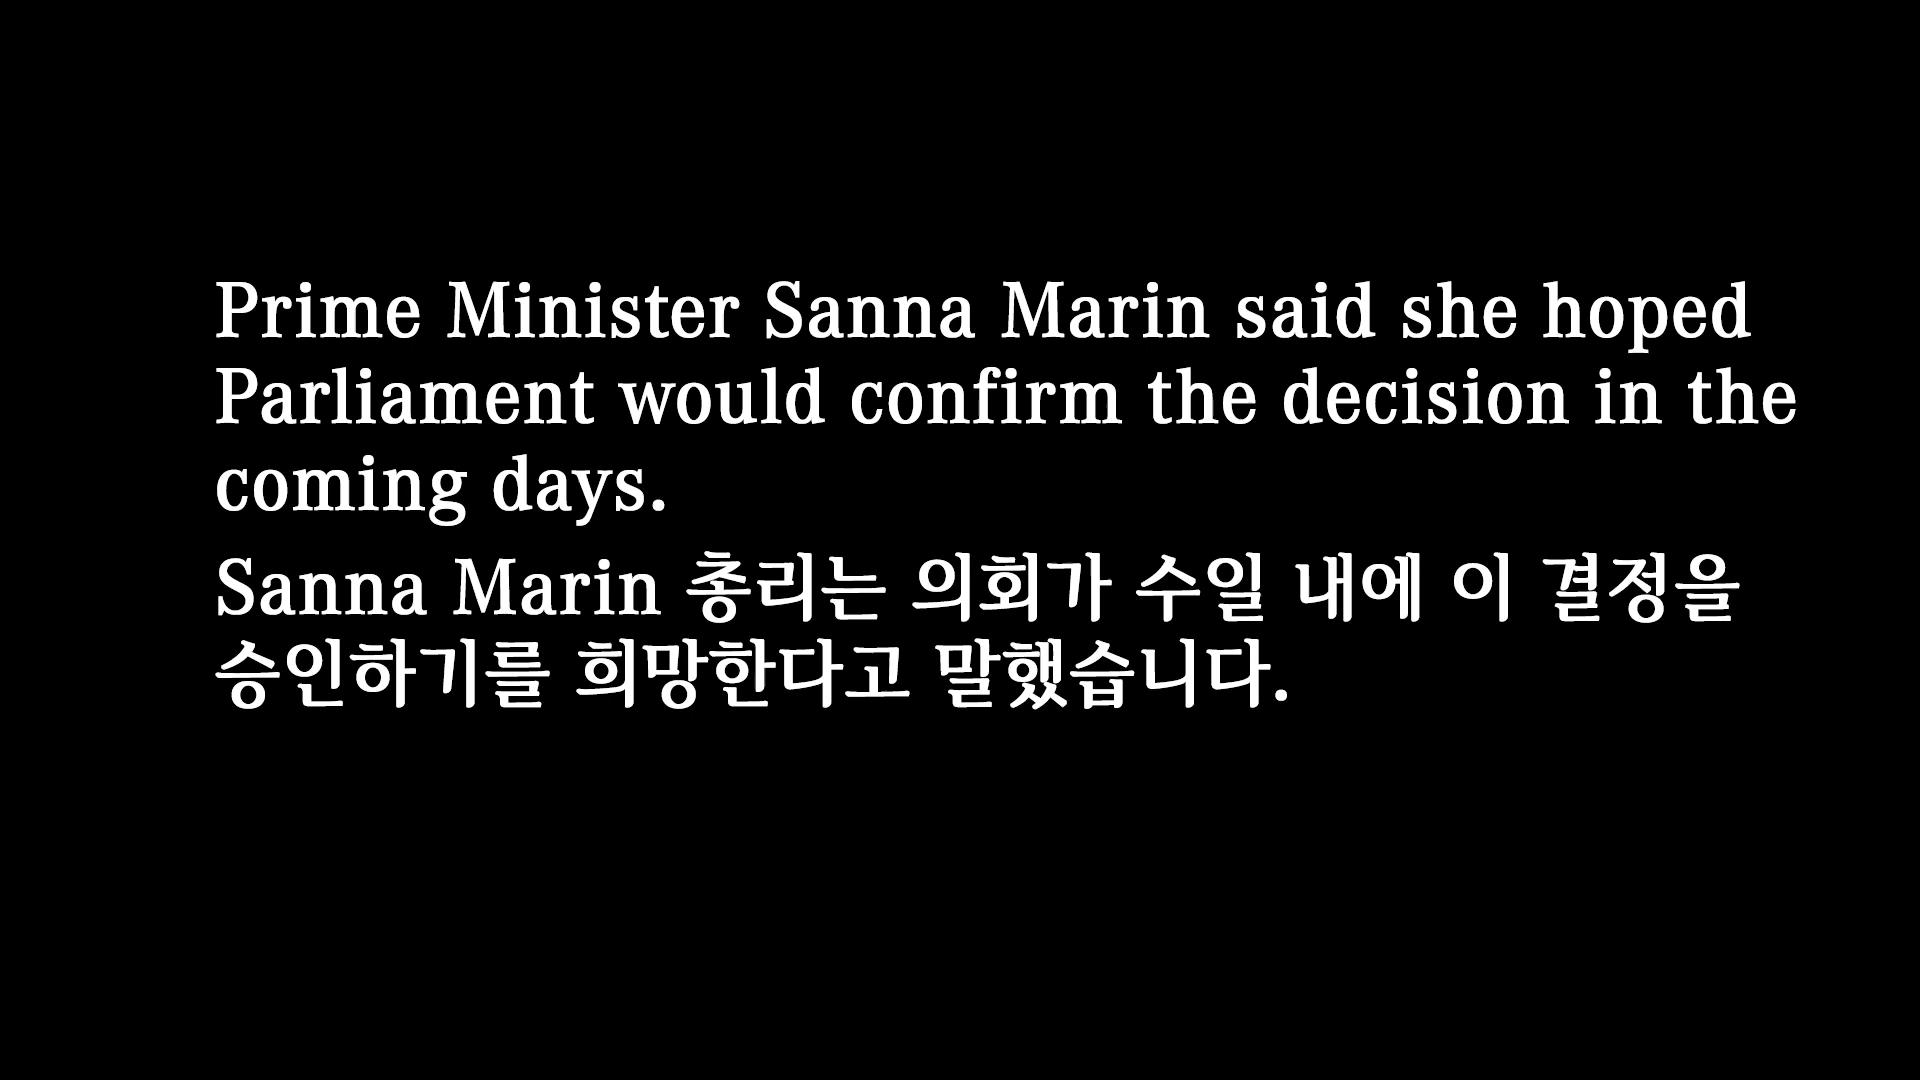 Prime Minister Sanna Marin said she hoped
Parliament would confirm the decision in the
coming days.
Sanna Marin 총리는 의회가 수일 내에 이 결정을
승인하기를 희망한다고 말했습니다.